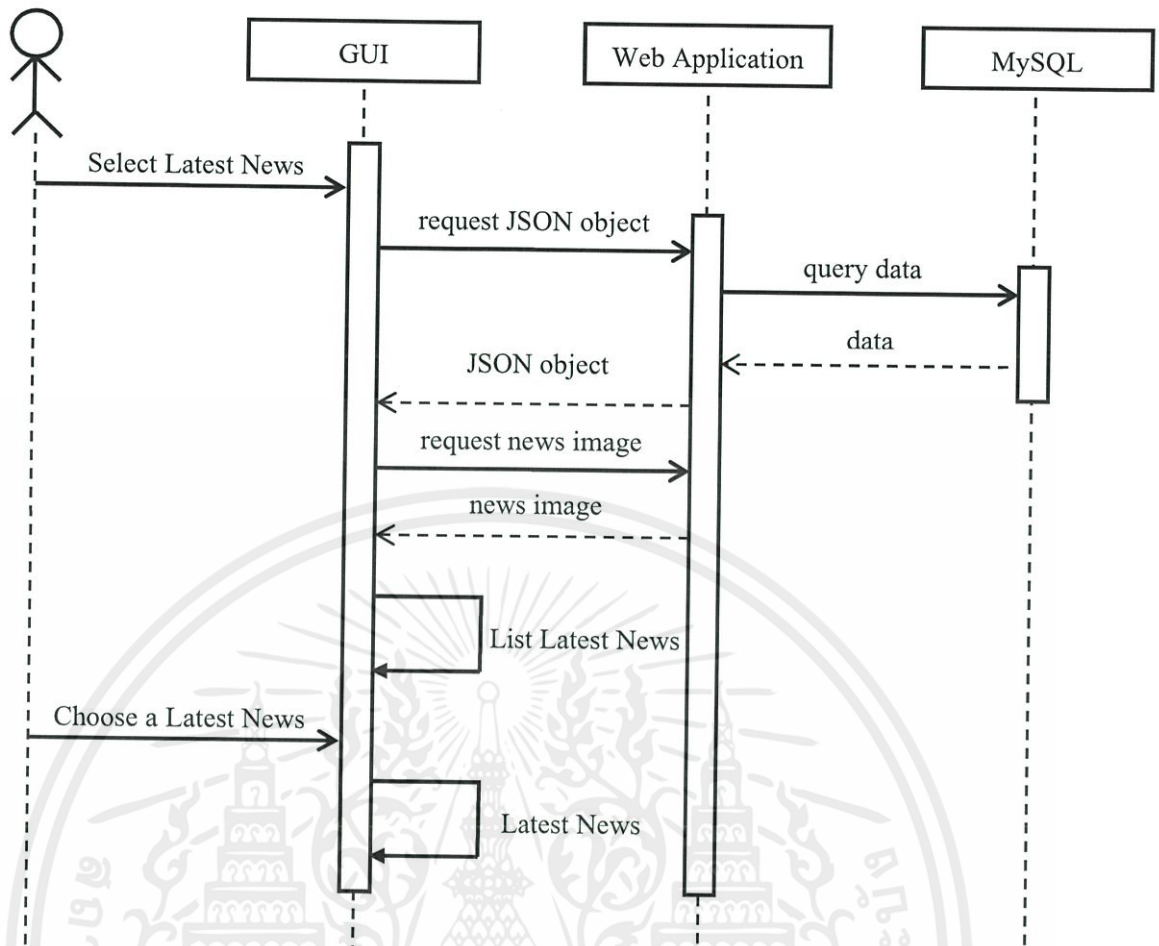 GUI
Web Application
MySQL
Select Latest News
request JSON object
query data
data
JSON object
request news image
news image
List Latest News
Choose a Latest News
Latest News